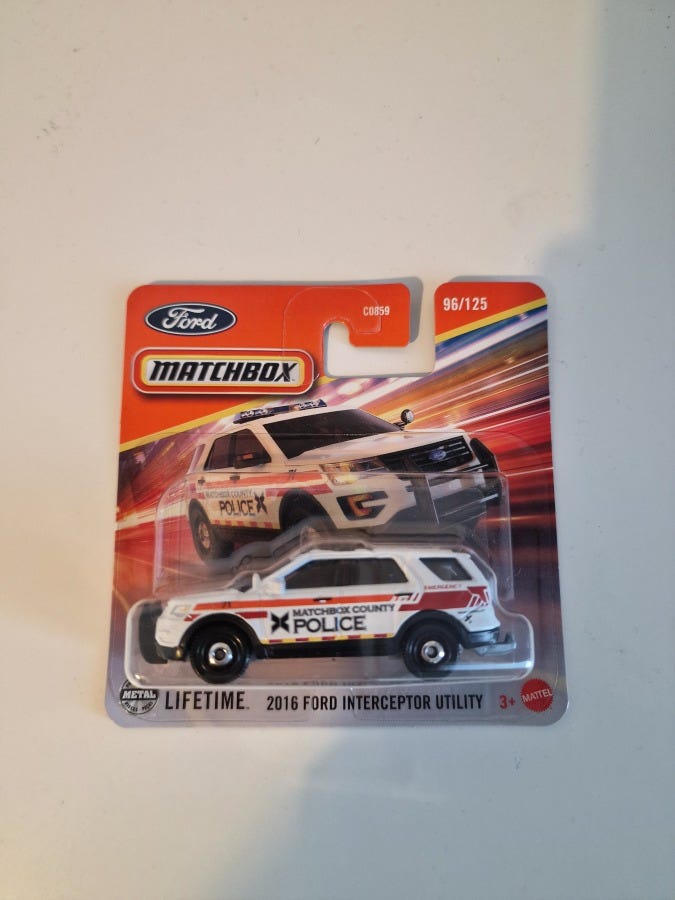 Ford
C0859
96/125
MATCHBOX
MATCHBOX COUNTY
POLICE
EMERGENCY
MATCHBOX COUNTY
POLICE
METAL
LIFETIME™
2016 FORD INTERCEPTOR UTILITY
3+
MATTEL